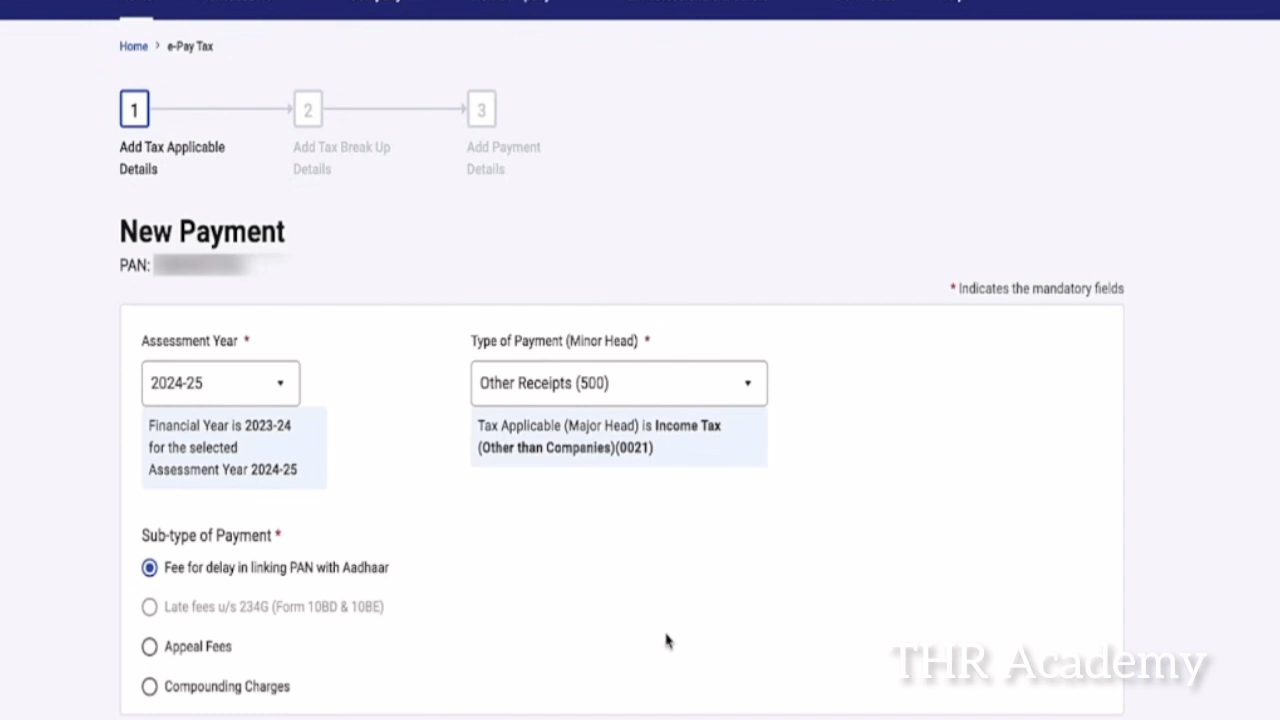 Home > e-Pay Tax
1
2
3
Add Tax Applicable
Details
Add Tax Break Up
Details
Add Payment
Details
New Payment
PAN:
* Indicates the mandatory fields
Assessment Year *
Type of Payment (Minor Head) *
2024-25
Other Receipts (500)
Financial Year is 2023-24
for the selected
Assessment Year 2024-25
Tax Applicable (Major Head) is Income Tax
(Other than Companies)(0021)
Sub-type of Payment *
Fee for delay in linking PAN with Aadhaar
Late fees u/s 234G (Form 10BD & 10BE)
Appeal Fees
Compounding Charges
THR Academy